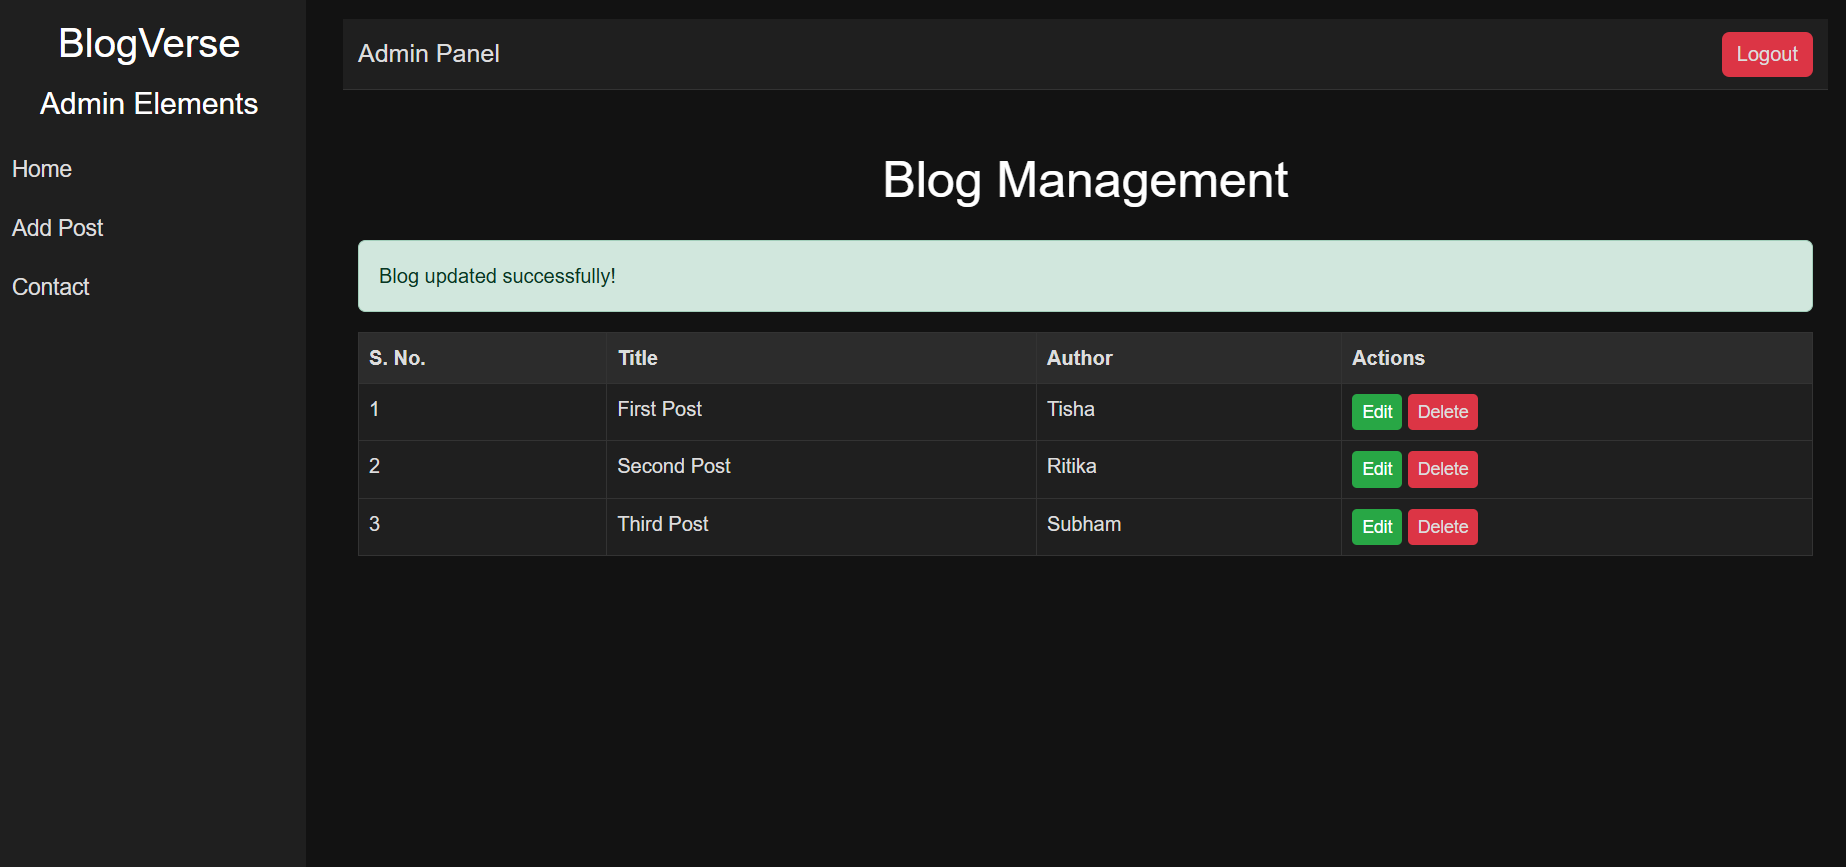 BlogVerse
Admin Elements
Home
Add Post
Contact
Admin Panel
Logout
Blog Management
Blog updated successfully!
S. No. Title Author Actions
1 First Post Tisha Edit Delete
2 Second Post Ritika Edit Delete
3 Third Post Subham Edit Delete